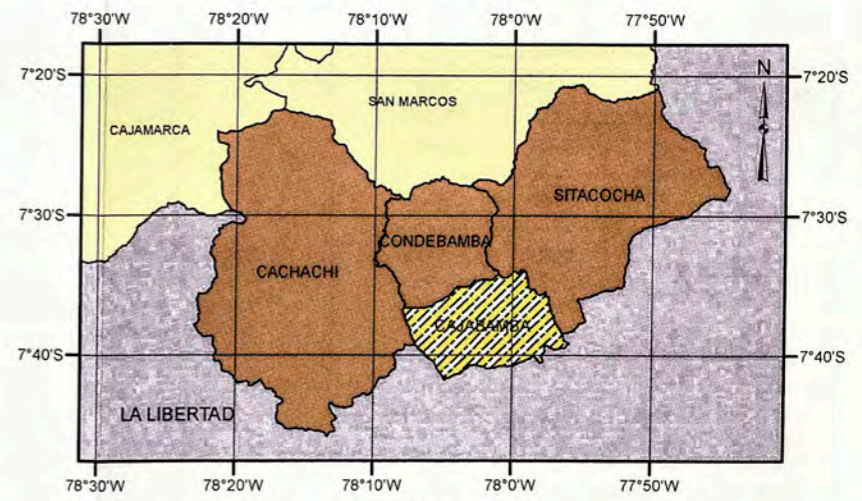 78°30'W 78°20'W 78°10'W 78°0'W 77°50'W
N
7°20'S 7°20'S
SAN MARCOS
CAJAMARCA
SITACOCHA
7°30'S 7°30'S
CONDEBAMBA
CACHACHI
CAJABAMBA
7°40'S 7°40'S
LA LIBERTAD
78°30'W 78°20'W 78°10'W 78°0'W 77°50'W